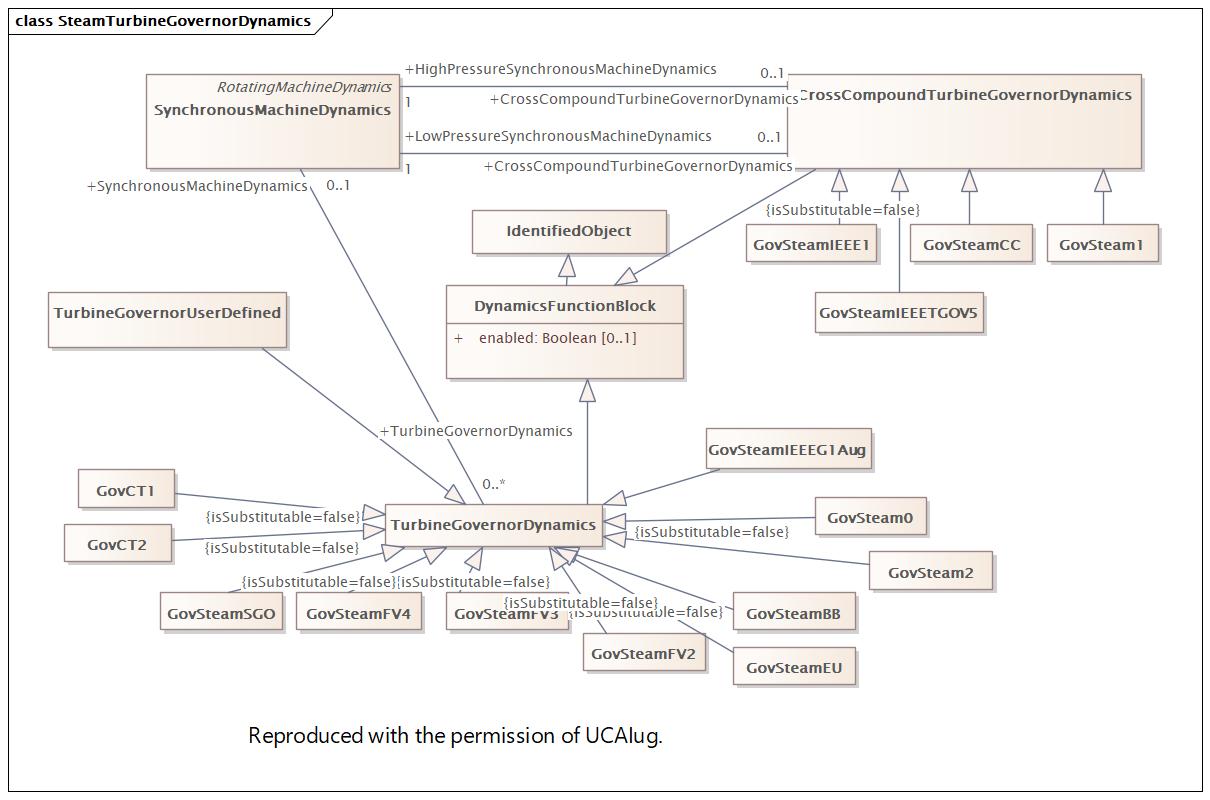 class SteamTurbineGovernorDynamics
+HighPressureSynchronousMachineDynamics
0..1
RotatingMachineDynamics
SynchronousMachineDynamics
1
+CrossCompoundTurbineGovernorDynamics
CrossCompoundTurbineGovernorDynamics
+LowPressureSynchronousMachineDynamics
0..1
1
+CrossCompoundTurbineGovernorDynamics
+SynchronousMachineDynamics
0..1
{isSubstitutable=false}
IdentifiedObject
GovSteamIEEE1
GovSteamCC
GovSteam1
DynamicsFunctionBlock
+ enabled: Boolean [0..1]
TurbineGovernorUserDefined
GovSteamIEEETGOV5
+TurbineGovernorDynamics
GovSteamIEEEG1Aug
0..*
GovCT1
{isSubstitutable=false}
TurbineGovernorDynamics
GovSteam0
{isSubstitutable=false}
GovCT2
{isSubstitutable=false}
GovSteam2
{isSubstitutable=false}
{isSubstitutable=false}
GovSteamSGO
GovSteamFV4
GovSteamFV3
{isSubstitutable=false}
{isSubstitutable=false}
GovSteamBB
GovSteamFV2
GovSteamEU
Reproduced with the permission of UCAIug.